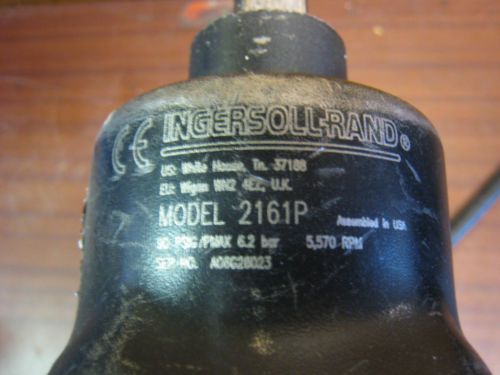 CE INGERSOLL-RAND®
US: White House, Tn. 37188
EU: Wigan WN2 4EZ, U.K.
MODEL 2161P Assembled in USA
90 PSIG/PMAX 6.2 bar 5,570 RPM
SER. NO. A06G28023